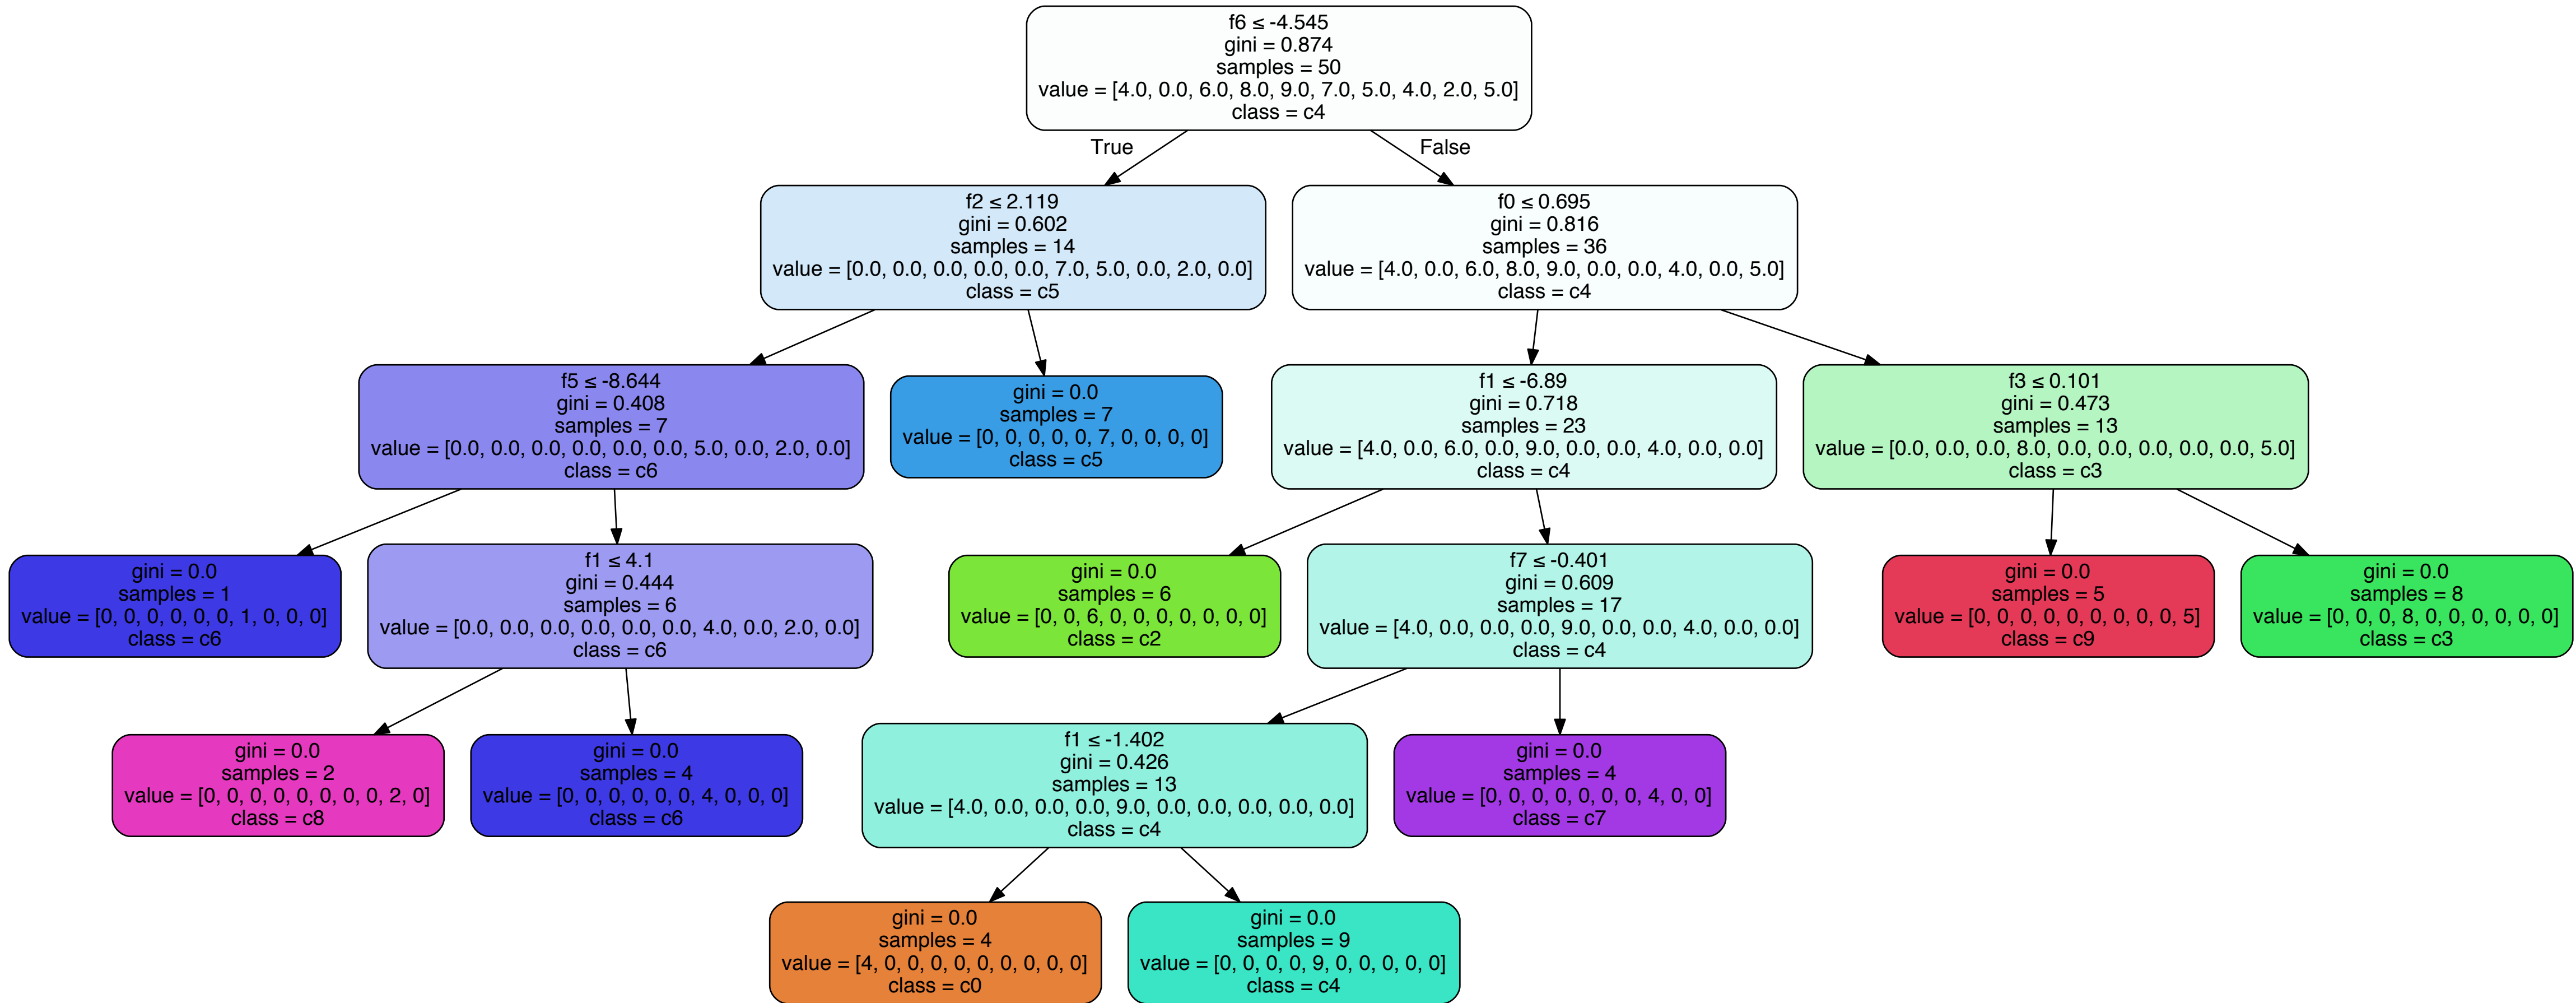 f6 ≤ -4.545
gini = 0.874
samples = 50
value = [4.0, 0.0, 6.0, 8.0, 9.0, 7.0, 5.0, 4.0, 2.0, 5.0]
class = c4
True
False
f2 ≤ 2.119
gini = 0.602
samples = 14
value = [0.0, 0.0, 0.0, 0.0, 0.0, 7.0, 5.0, 0.0, 2.0, 0.0]
class = c5
f0 ≤ 0.695
gini = 0.816
samples = 36
value = [4.0, 0.0, 6.0, 8.0, 9.0, 0.0, 0.0, 4.0, 0.0, 5.0]
class = c4
f5 ≤ -8.644
gini = 0.408
samples = 7
value = [0.0, 0.0, 0.0, 0.0, 0.0, 0.0, 5.0, 0.0, 2.0, 0.0]
class = c6
gini = 0.0
samples = 7
value = [0, 0, 0, 0, 0, 7, 0, 0, 0, 0]
class = c5
f1 ≤ -6.89
gini = 0.718
samples = 23
value = [4.0, 0.0, 6.0, 0.0, 9.0, 0.0, 0.0, 4.0, 0.0, 0.0]
class = c4
f3 ≤ 0.101
gini = 0.473
samples = 13
value = [0.0, 0.0, 0.0, 8.0, 0.0, 0.0, 0.0, 0.0, 0.0, 5.0]
class = c3
gini = 0.0
samples = 1
value = [0, 0, 0, 0, 0, 0, 1, 0, 0, 0]
class = c6
f1 ≤ 4.1
gini = 0.444
samples = 6
value = [0.0, 0.0, 0.0, 0.0, 0.0, 0.0, 4.0, 0.0, 2.0, 0.0]
class = c6
gini = 0.0
samples = 6
value = [0, 0, 6, 0, 0, 0, 0, 0, 0, 0]
class = c2
f7 ≤ -0.401
gini = 0.609
samples = 17
value = [4.0, 0.0, 0.0, 0.0, 9.0, 0.0, 0.0, 4.0, 0.0, 0.0]
class = c4
gini = 0.0
samples = 5
value = [0, 0, 0, 0, 0, 0, 0, 0, 0, 5]
class = c9
gini = 0.0
samples = 8
value = [0, 0, 0, 8, 0, 0, 0, 0, 0, 0]
class = c3
gini = 0.0
samples = 2
value = [0, 0, 0, 0, 0, 0, 0, 0, 2, 0]
class = c8
gini = 0.0
samples = 4
value = [0, 0, 0, 0, 0, 0, 4, 0, 0, 0]
class = c6
f1 ≤ -1.402
gini = 0.426
samples = 13
value = [4.0, 0.0, 0.0, 0.0, 9.0, 0.0, 0.0, 0.0, 0.0, 0.0]
class = c4
gini = 0.0
samples = 4
value = [0, 0, 0, 0, 0, 0, 0, 4, 0, 0]
class = c7
gini = 0.0
samples = 4
value = [4, 0, 0, 0, 0, 0, 0, 0, 0, 0]
class = c0
gini = 0.0
samples = 9
value = [0, 0, 0, 0, 9, 0, 0, 0, 0, 0]
class = c4